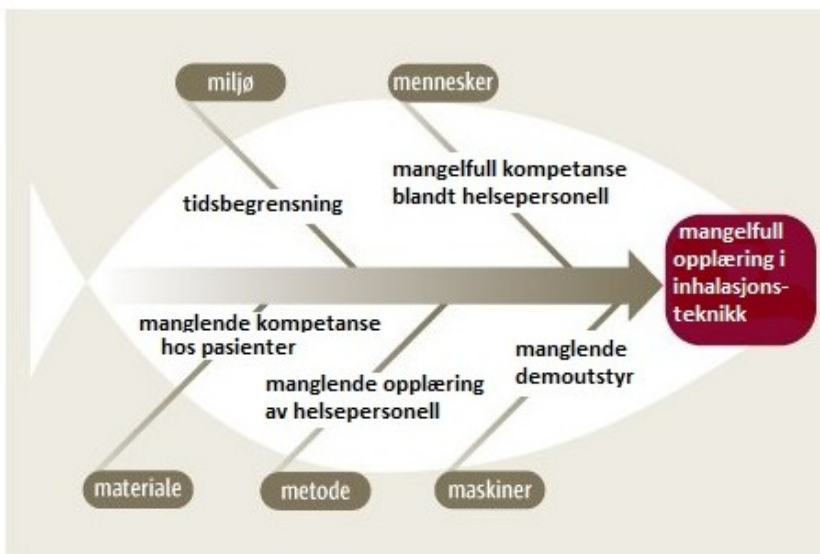 miljø
mennesker
tidsbegrensning
mangelfull kompetanse
blandt helsepersonell
mangelfull
opplæring i
inhalasjons-
teknikk
manglende kompetanse
hos pasienter
manglende opplæring
av helsepersonell
manglende
demoutstyr
materiale
metode
maskiner